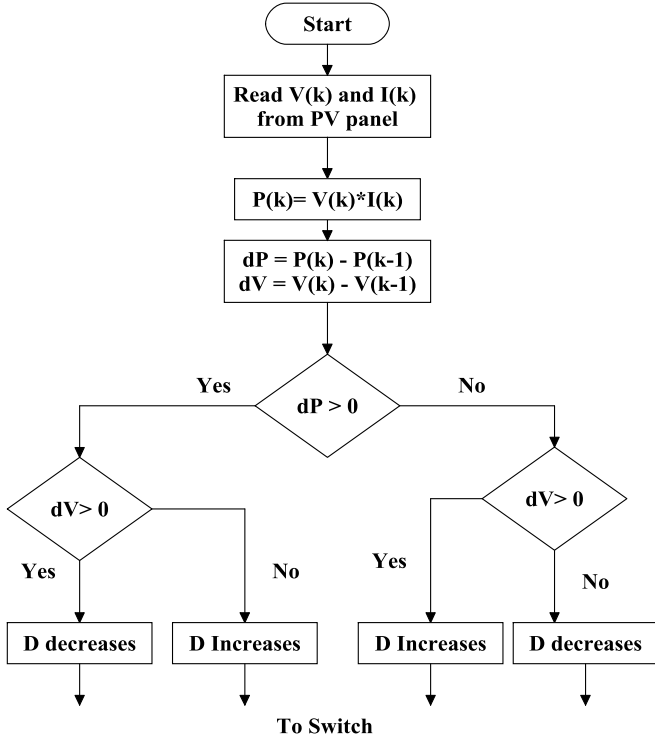 Start
Read V(k) and I(k)
from PV panel
P(k)= V(k)*I(k)
dP = P(k) - P(k-1)
dV = V(k) - V(k-1)
Yes
No
dP > 0
dV> 0
dV> 0
Yes
No
Yes
No
D decreases
D Increases
D Increases
D decreases
To Switch